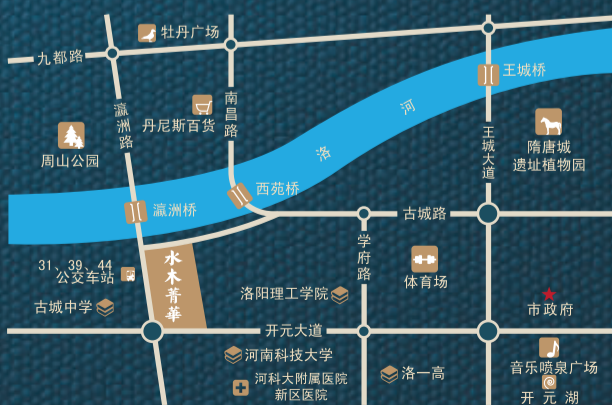 牡丹广场
九都路
王城桥
南昌路
瀛洲路
丹尼斯百货
河
洛
王城大道
隋唐城
遗址植物园
周山公园
西苑桥
瀛洲桥
古城路
学府路
水木菁華
31、39、44
公交车站
体育场
古城中学
洛阳理工学院
市政府
开元大道
河南科技大学
音乐喷泉广场
河科大附属医院
新区医院
洛一高
开元湖